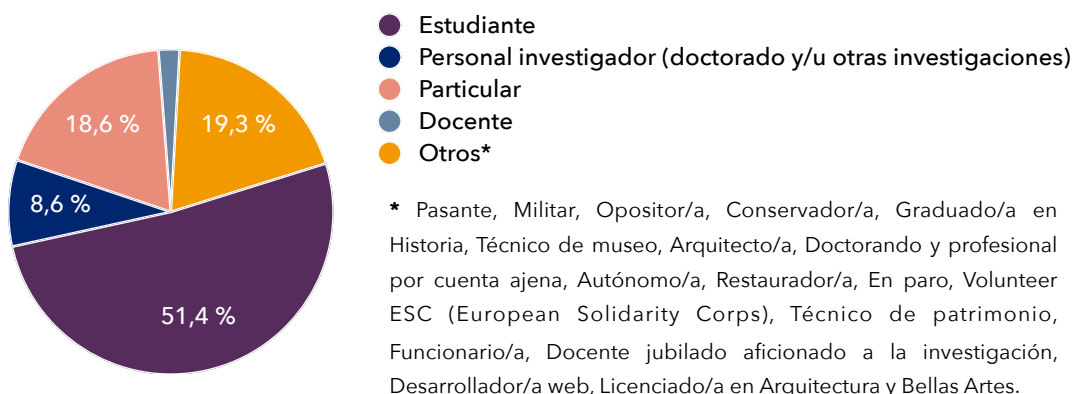 Estudiante
Personal investigador (doctorado y/u otras investigaciones)
Particular
Docente
Otros*
18,6 %
19,3 %
8,6 %
51,4 %
* Pasante, Militar, Opositor/a, Conservador/a, Graduado/a en
Historia, Técnico de museo, Arquitecto/a, Doctorando y profesional
por cuenta ajena, Autónomo/a, Restaurador/a, En paro, Volunteer
ESC (European Solidarity Corps), Técnico de patrimonio,
Funcionario/a, Docente jubilado aficionado a la investigación,
Desarrollador/a web, Licenciado/a en Arquitectura y Bellas Artes.